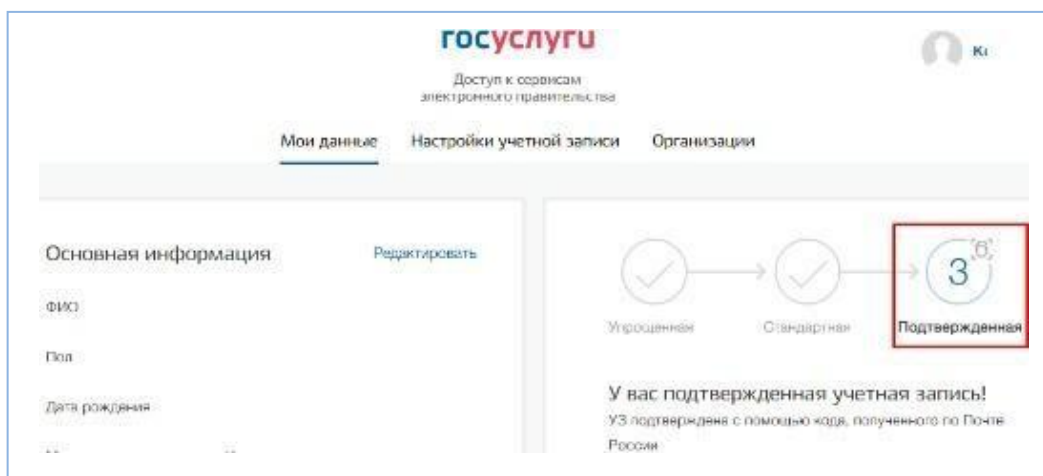 госуслуги
Доступ к сервисам
электронного правительства
Мои данные Настройки учетной записи Организации
Основная информация Редактировать
ФИО
Пол
Дата рождения
3
Упрощенная Стандартная Подтвержденная
У вас подтвержденная учетная запись!
УЗ подтверждена с помощью кода, полученного по Почте
России